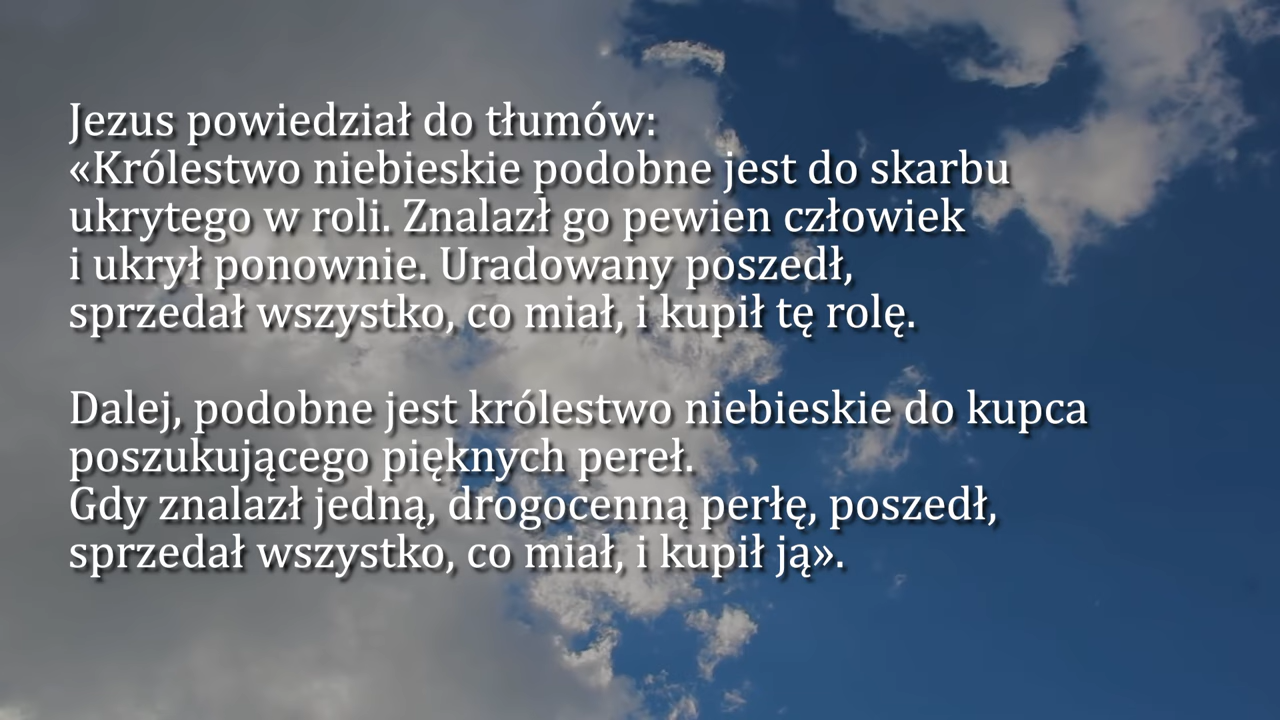 Jezus powiedział do tłumów:
«Królestwo niebieskie podobne jest do skarbu
ukrytego w roli. Znalazł go pewien człowiek
i ukrył ponownie. Uradowany poszedł,
sprzedał wszystko, co miał, i kupił tę rolę.

Dalej, podobne jest królestwo niebieskie do kupca
poszukującego pięknych pereł.
Gdy znalazł jedną, drogocenną perłę, poszedł,
sprzedał wszystko, co miał, i kupił ją».